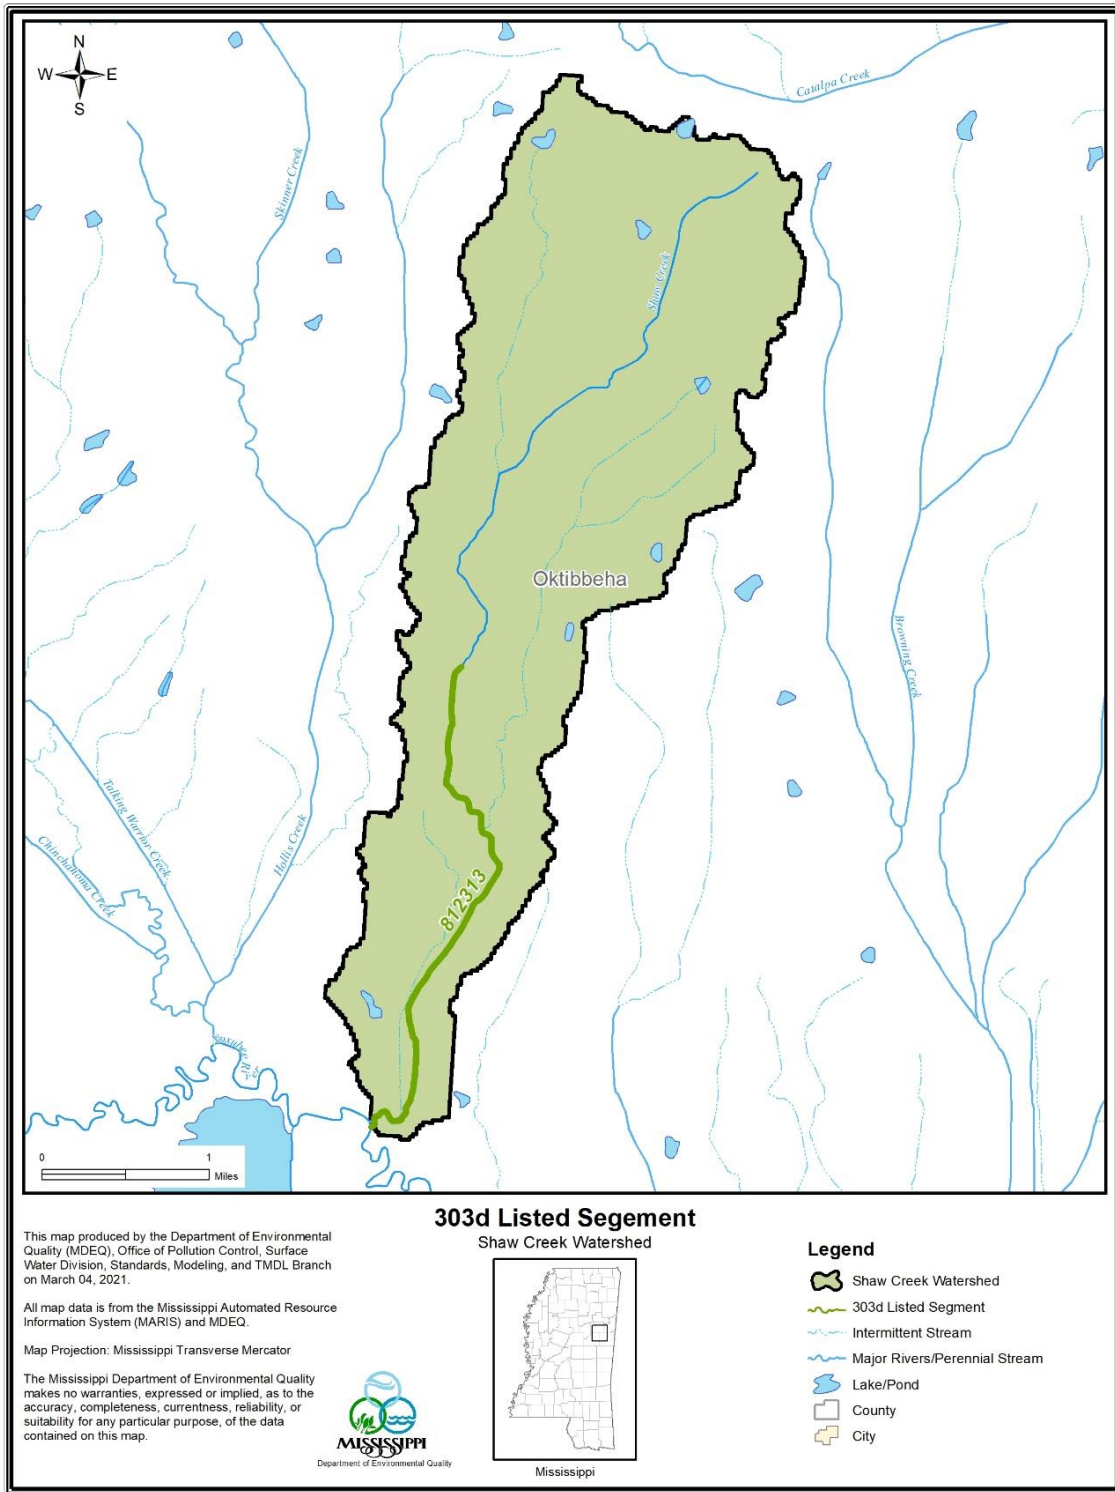 N
W E
S
Catalpa Creek
Skinner Creek
Shaw Creek
Oktibbeha
Browning Creek
Talking Warrior Creek
Chinchahoma Creek
Hollis Creek
812313
0 1
Miles
303d Listed Segement
Shaw Creek Watershed
This map produced by the Department of Environmental
Quality (MDEQ), Office of Pollution Control, Surface
Water Division, Standards, Modeling, and TMDL Branch
on March 04, 2021.
All map data is from the Mississippi Automated Resource
Information System (MARIS) and MDEQ.
Map Projection: Mississippi Transverse Mercator
The Mississippi Department of Environmental Quality
makes no warranties, expressed or implied, as to the
accuracy, completeness, currentness, reliability, or
suitability for any particular purpose, of the data
contained on this map.
MISSISSIPPI
Department of Environmental Quality
Mississippi
Legend
Shaw Creek Watershed
303d Listed Segment
Intermittent Stream
Major Rivers/Perennial Stream
Lake/Pond
County
City